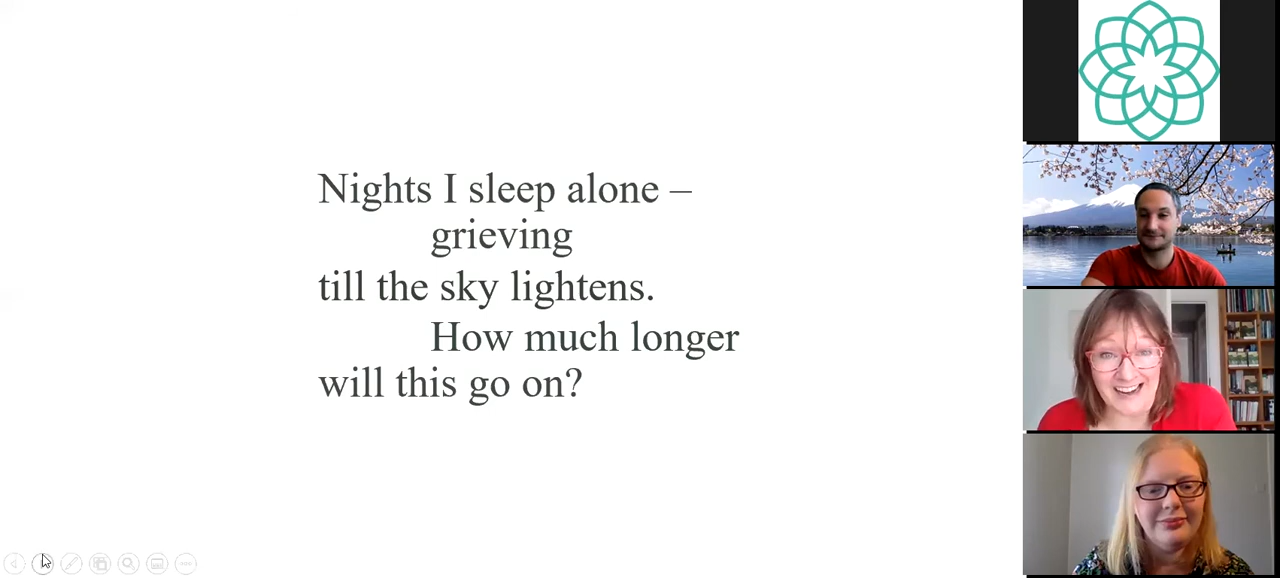 Nights I sleep alone –
grieving
till the sky lightens.
How much longer
will this go on?